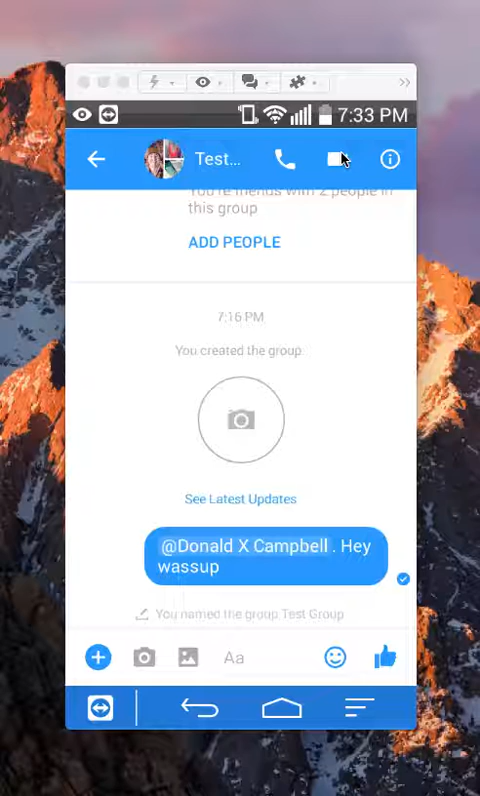 7:33 PM
Test...
You're friends with 2 people in
this group
ADD PEOPLE
7:16 PM
You created the group.
See Latest Updates
@Donald X Campbell . Hey
wassup
You named the group Test Group
Aa